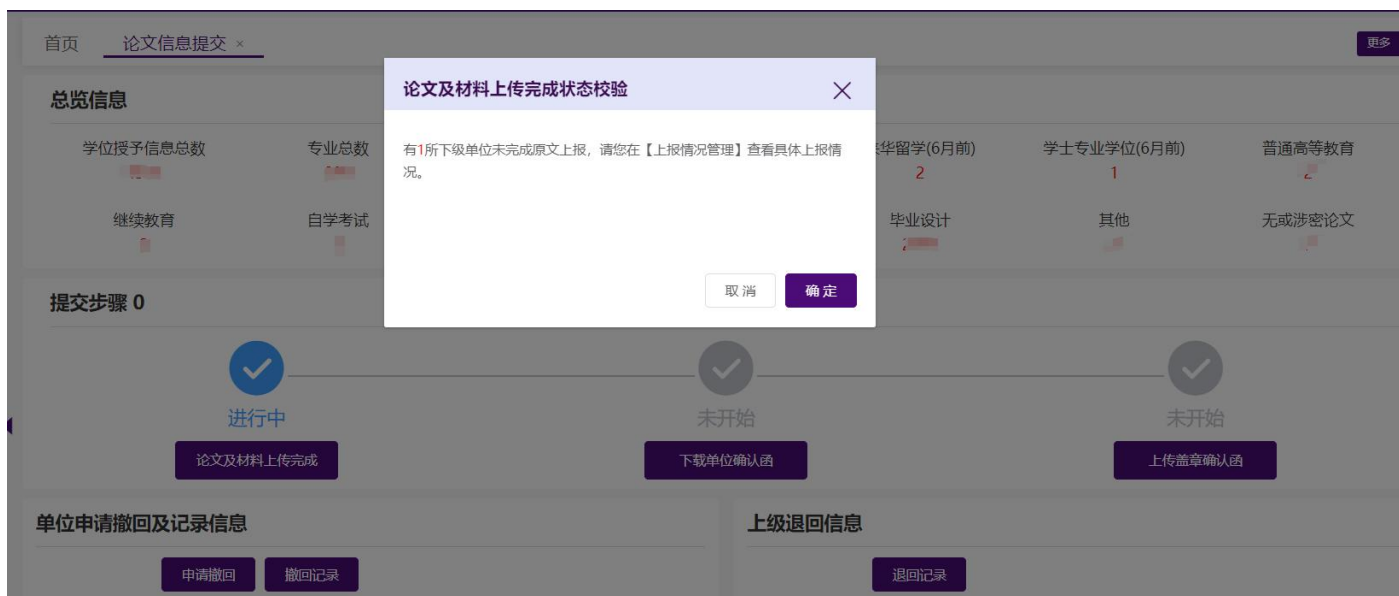 首页 论文信息提交 × 更多
论文及材料上传完成状态校验
总览信息
有1所下级单位未完成原文上报，请您在【上报情况管理】查看具体上报情
况。
学位授予信息总数 专业总数 华留学(6月前) 学士专业学位(6月前) 普通高等教育
2 1
继续教育 自学考试 毕业设计 其他 无或涉密论文
取消 确定
提交步骤 0
进行中 未开始 未开始
论文及材料上传完成 下载单位确认函 上传盖章确认函
单位申请撤回及记录信息 上级退回信息
申请撤回 撤回记录 退回记录